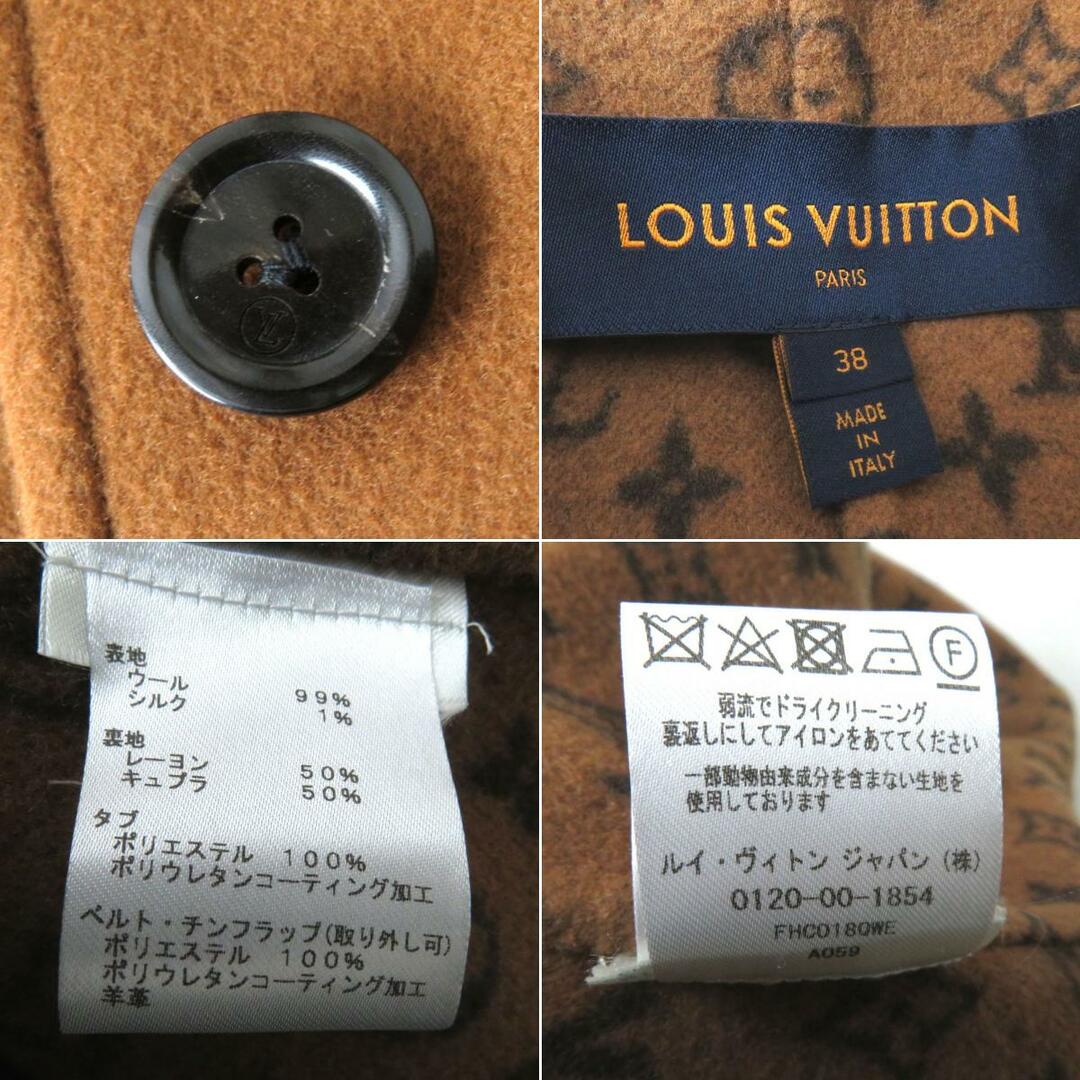 LV
LOUIS VUITTON
PARIS
38
MADE
IN
ITALY
表地
ウール 99%
シルク 1%
裏地
レーヨン 50%
キュプラ 50%
タブ
ポリエステル 100%
ポリウレタンコーティング加工
ベルト・チンフラップ(取り外し可)
ポリエステル 100%
ポリウレタンコーティング加工
羊革
F
弱流でドライクリーニング
裏返しにしてアイロンをあててください
一部動物由来成分を含まない生地を
使用しております
ルイ・ヴィトン ジャパン (株)
0120-00-1854
FHCO18QWE
A059